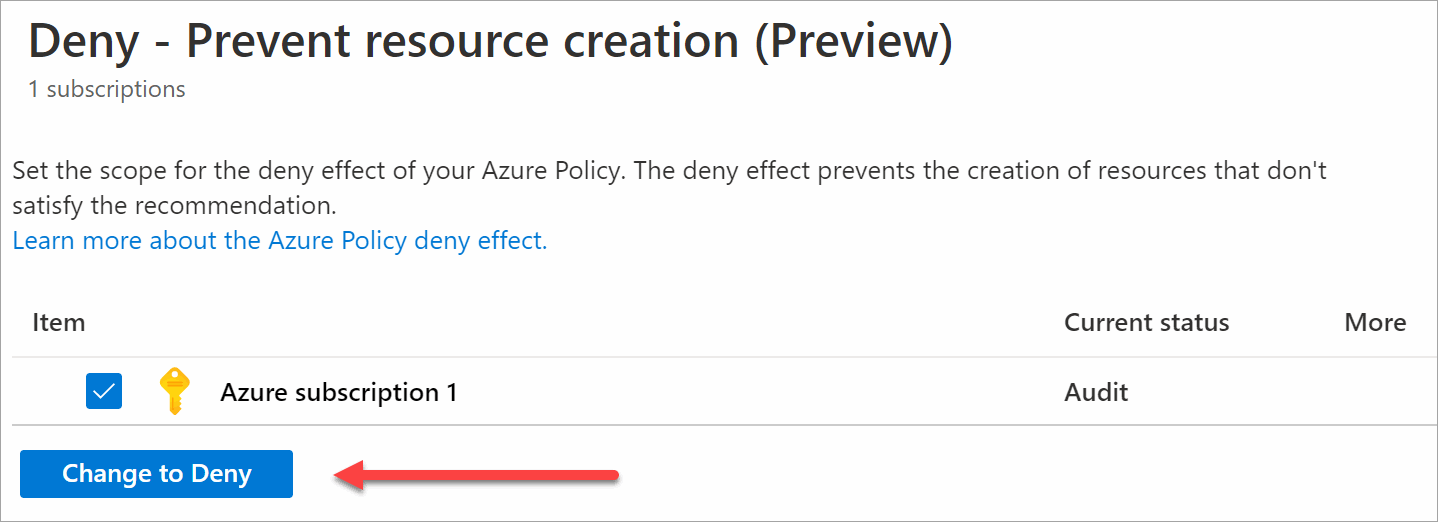 Deny - Prevent resource creation (Preview)
1 subscriptions
Set the scope for the deny effect of your Azure Policy. The deny effect prevents the creation of resources that don't
satisfy the recommendation.
Learn more about the Azure Policy deny effect.
Item Current status More
Azure subscription 1 Audit
Change to Deny